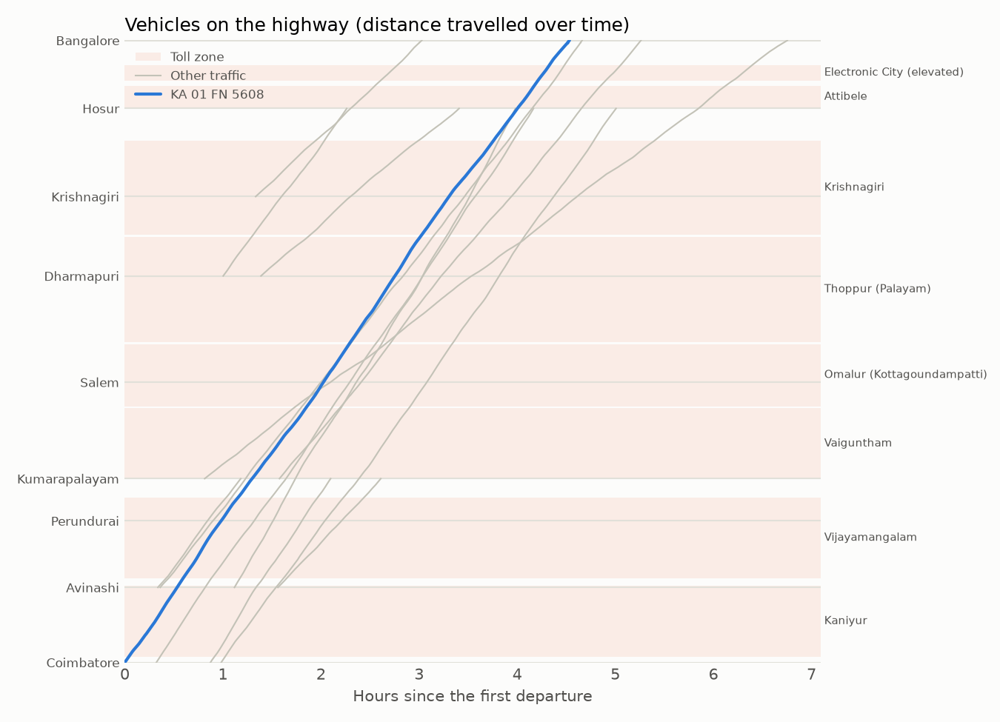 Vehicles on the highway (distance travelled over time)
Bangalore
Toll zone
Other traffic
KA 01 FN 5608
Electronic City (elevated)
Attibele
Hosur
Krishnagiri
Krishnagiri
Dharmapuri
Thoppur (Palayam)
Omalur (Kottagoundampatti)
Salem
Vaiguntham
Kumarapalayam
Perundurai
Vijayamangalam
Avinashi
Kaniyur
Coimbatore
0 1 2 3 4 5 6 7
Hours since the first departure